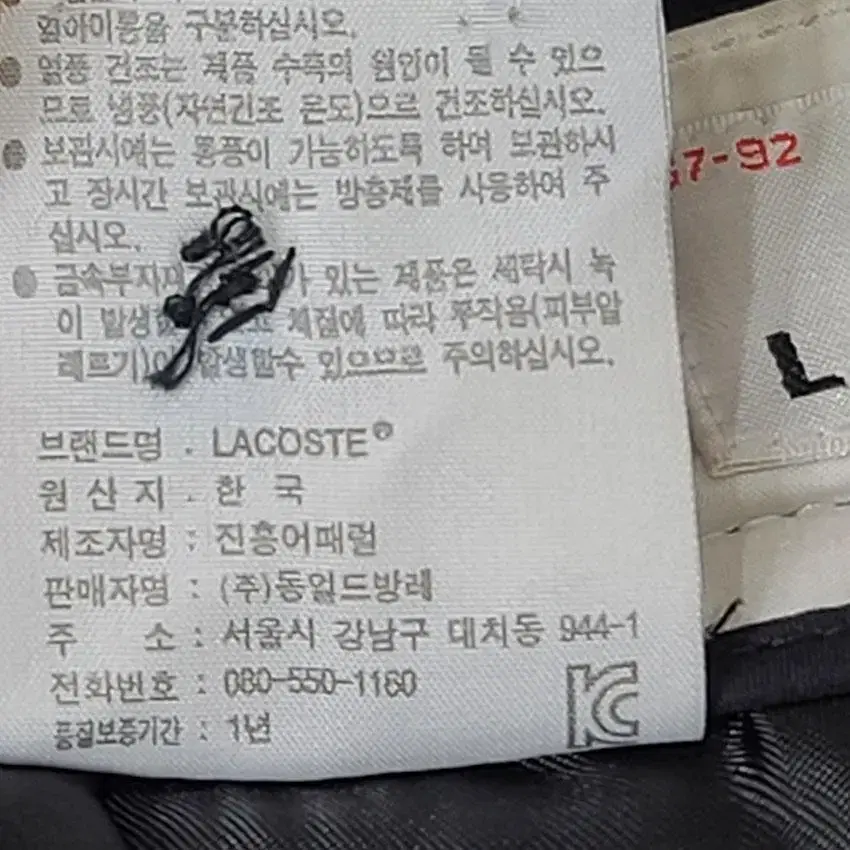 구분하십시오.
건조는 제품 수축의 원인이 될 수 있으
므로 냉풍(자연건조 온도)으로 건조하십시오.
보관시에는 통풍이 가능하도록 하여 보관하시
고 장시간 보관시에는 방충제를 사용하여 주
십시오.
금속부자재 가 있는 제품은 세탁시 녹
이 발생 체질에 따라 부작용(피부알
레르기)이 발생할수 있으므로 주의하십시오.
브랜드명 : LACOSTE®
원 산 지 : 한 국
제조자명 : 진흥어패럴
판매자명 : (주)동일드방레
주 소 : 서울시 강남구 대치동 944-1
전화번호 : 080-550-1160
품질보증기간 : 1년
KC
7-92
L